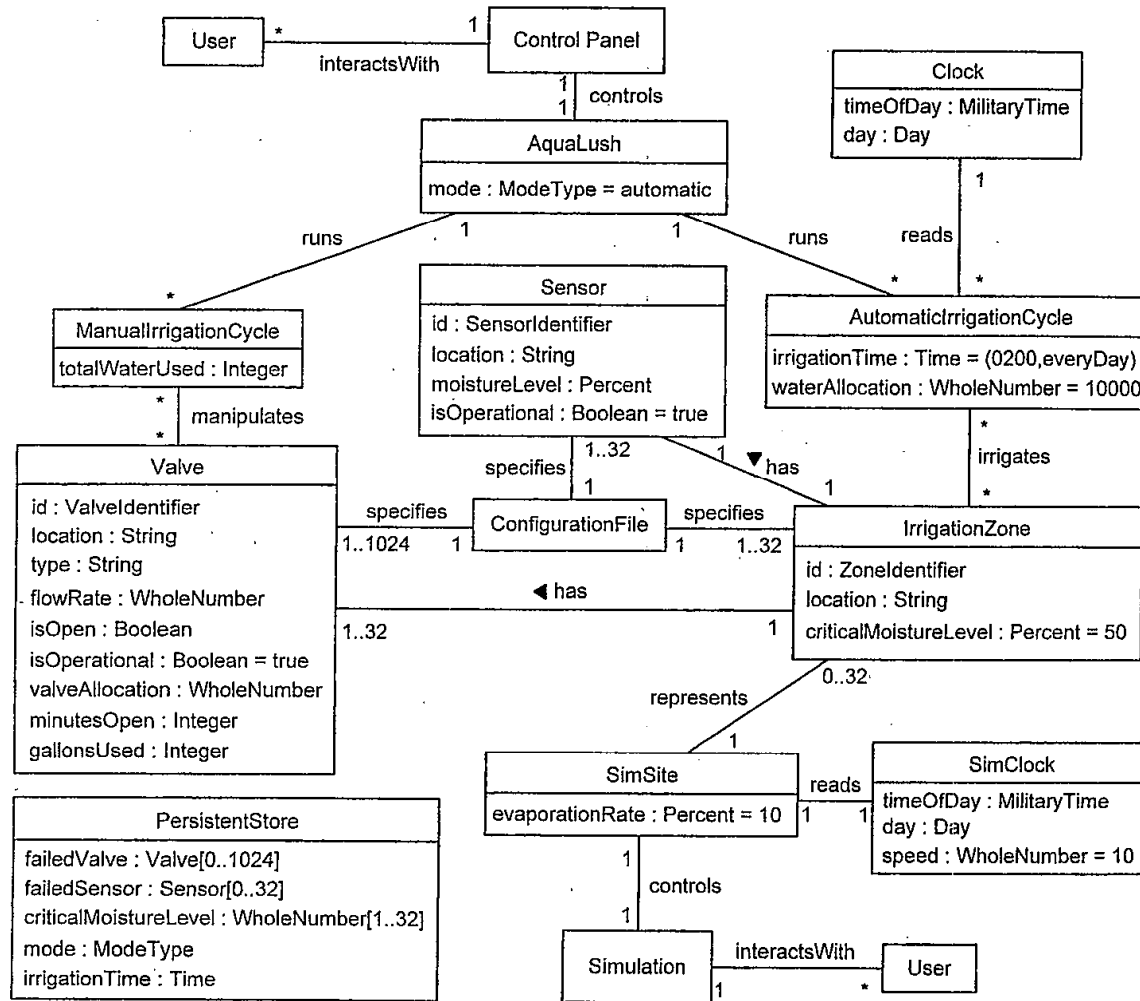 User
*
1
interactsWith
Control Panel
1
controls
1
Clock
timeOfDay : MilitaryTime
day : Day
AquaLush
mode : ModeType = automatic
1
reads
*
runs
1
*
1
runs
*
ManualIrrigationCycle
totalWaterUsed : Integer
Sensor
id : SensorIdentifier
location : String
moistureLevel : Percent
isOperational : Boolean = true
AutomaticIrrigationCycle
irrigationTime : Time = (0200,everyDay)
waterAllocation : WholeNumber = 10000
*
manipulates
*
1..32
specifies
1
1
▼ has
1
*
irrigates
*
Valve
id : ValveIdentifier
location : String
type : String
flowRate : WholeNumber
isOpen : Boolean
isOperational : Boolean = true
valveAllocation : WholeNumber
minutesOpen : Integer
gallonsUsed : Integer
specifies
1..1024
1
ConfigurationFile
specifies
1
1..32
IrrigationZone
id : ZoneIdentifier
location : String
criticalMoistureLevel : Percent = 50
◀ has
1..32
1
0..32
represents
1
SimSite
evaporationRate : Percent = 10
reads
1
1
SimClock
timeOfDay : MilitaryTime
day : Day
speed : WholeNumber = 10
PersistentStore
failedValve : Valve[0..1024]
failedSensor : Sensor[0..32]
criticalMoistureLevel : WholeNumber[1..32]
mode : ModeType
irrigationTime : Time
1
controls
1
Simulation
interactsWith
1
*
User